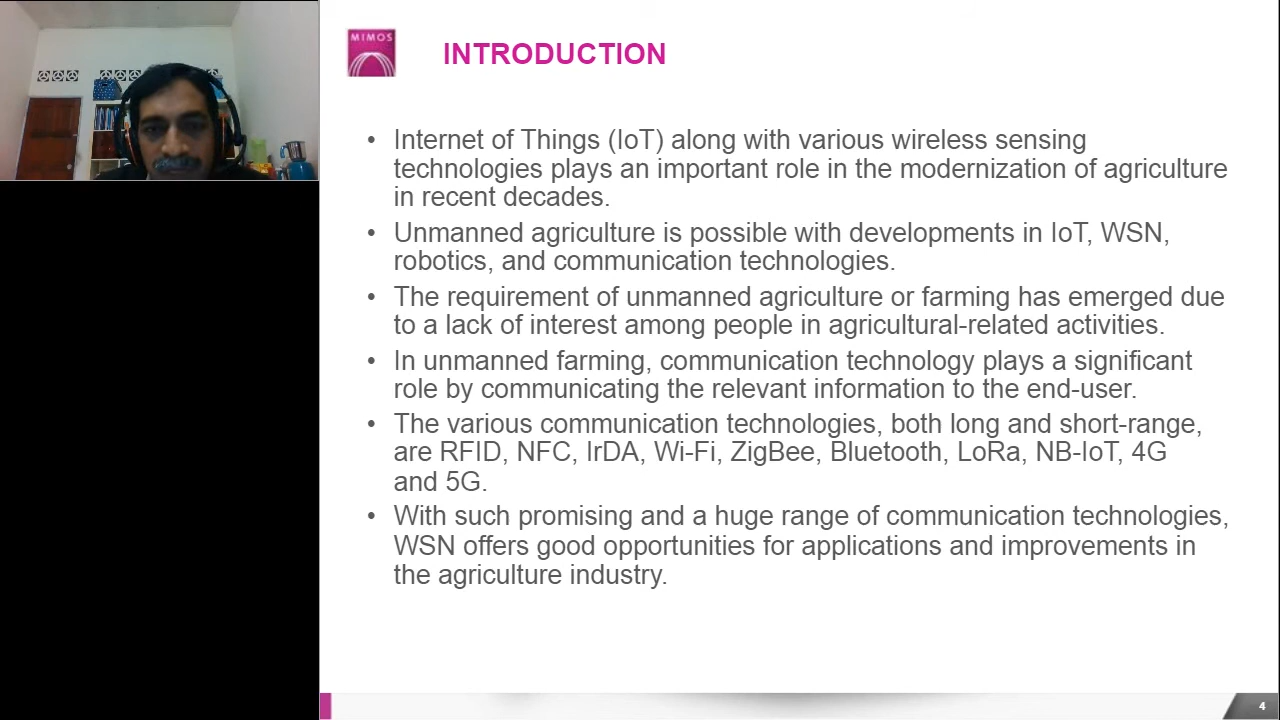 MIMOS
INTRODUCTION
• Internet of Things (IoT) along with various wireless sensing
technologies plays an important role in the modernization of agriculture
in recent decades.
• Unmanned agriculture is possible with developments in IoT, WSN,
robotics, and communication technologies.
• The requirement of unmanned agriculture or farming has emerged due
to a lack of interest among people in agricultural-related activities.
• In unmanned farming, communication technology plays a significant
role by communicating the relevant information to the end-user.
• The various communication technologies, both long and short-range,
are RFID, NFC, IrDA, Wi-Fi, ZigBee, Bluetooth, LoRa, NB-IoT, 4G
and 5G.
• With such promising and a huge range of communication technologies,
WSN offers good opportunities for applications and improvements in
the agriculture industry.
4